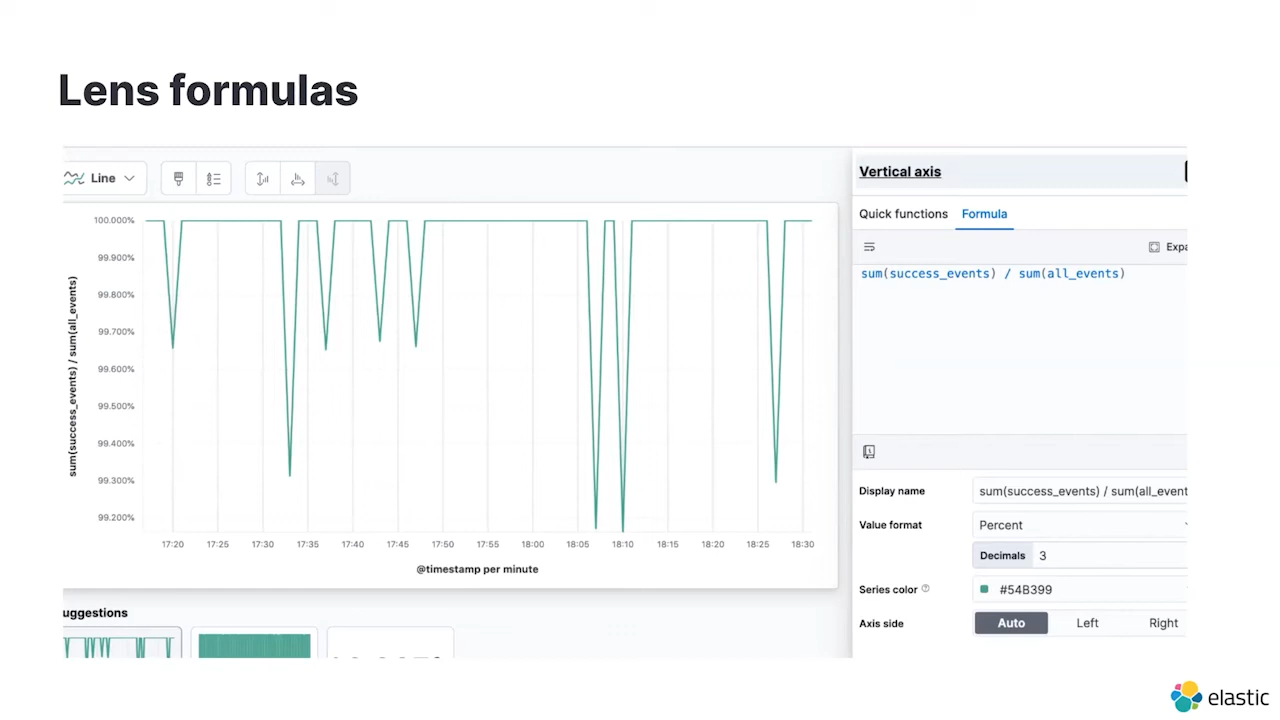 Lens formulas
Line
Vertical axis
Quick functions
Formula
Expa
sum(success_events) / sum(all_events)
100.000%
99.900%
99.800%
99.700%
99.600%
99.500%
99.400%
99.300%
99.200%
sum(success_events) / sum(all_events)
17:20 17:25 17:30 17:35 17:40 17:45 17:50 17:55 18:00 18:05 18:10 18:15 18:20 18:25 18:30
@timestamp per minute
Display name sum(success_events) / sum(all_event
Value format Percent
Decimals 3
Series color #54B399
Axis side Auto Left Right
uggestions
elastic